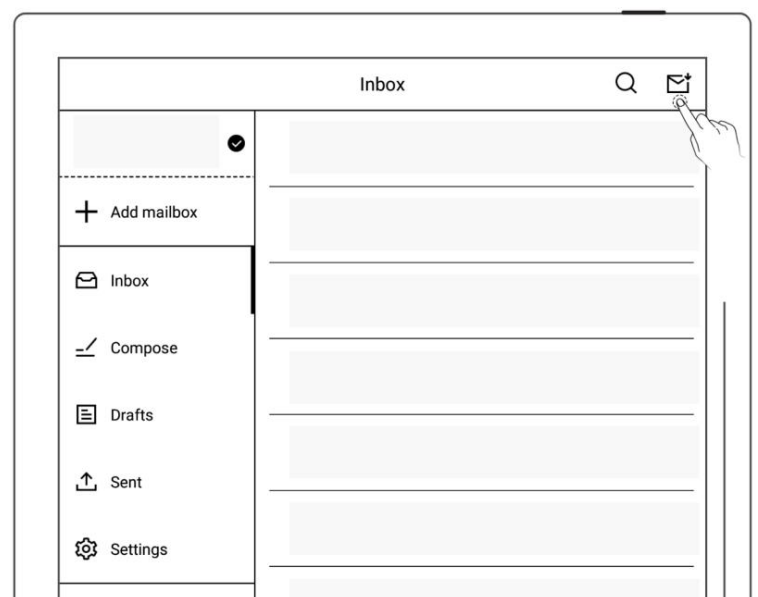 Inbox
Add mailbox
Inbox
Compose
Drafts
Sent
Settings